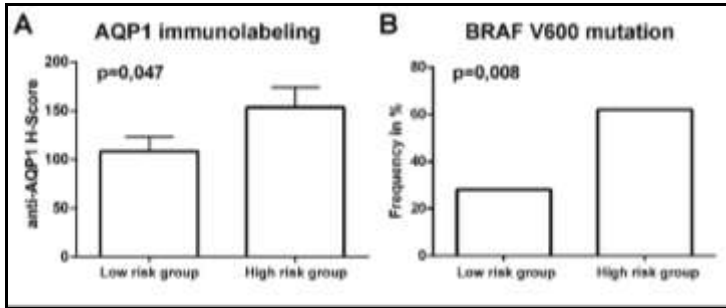 A
AQP1 immunolabeling
p=0,047
anti-AQP1 H-Score
200
150
100
50
0
Low risk group
High risk group
B
BRAF V600 mutation
p=0,008
Frequency in %
80
60
40
20
0
Low risk group
High risk group